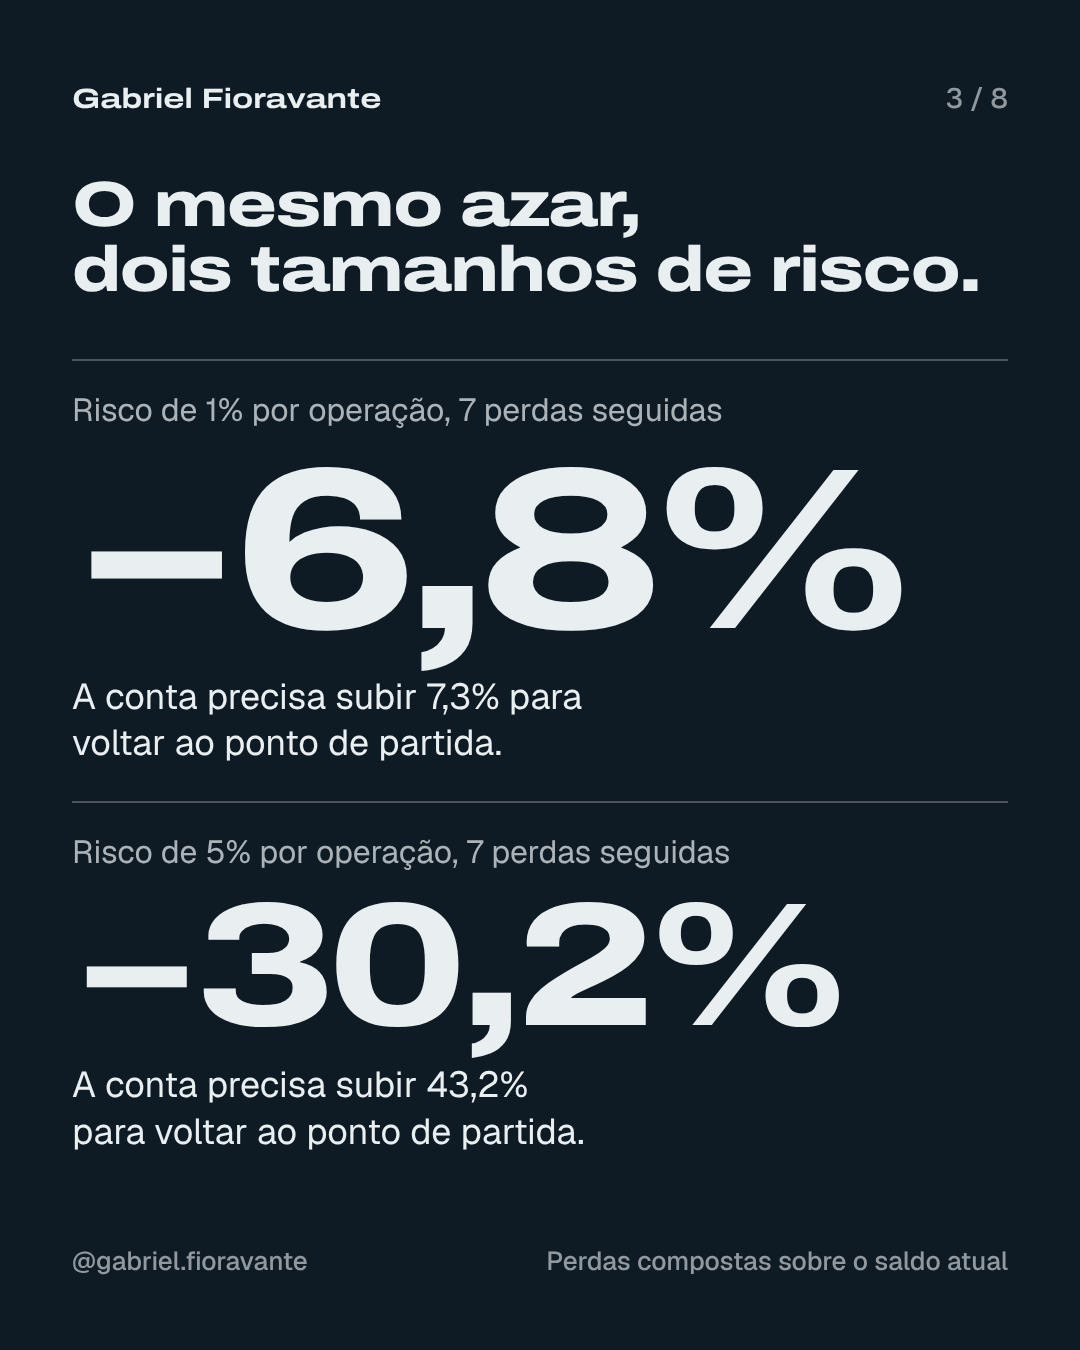 Gabriel Fioravante
3 / 8
O mesmo azar,
dois tamanhos de risco.
Risco de 1% por operação, 7 perdas seguidas
–6,8%
A conta precisa subir 7,3% para
voltar ao ponto de partida.
Risco de 5% por operação, 7 perdas seguidas
–30,2%
A conta precisa subir 43,2%
para voltar ao ponto de partida.
@gabriel.fioravante
Perdas compostas sobre o saldo atual